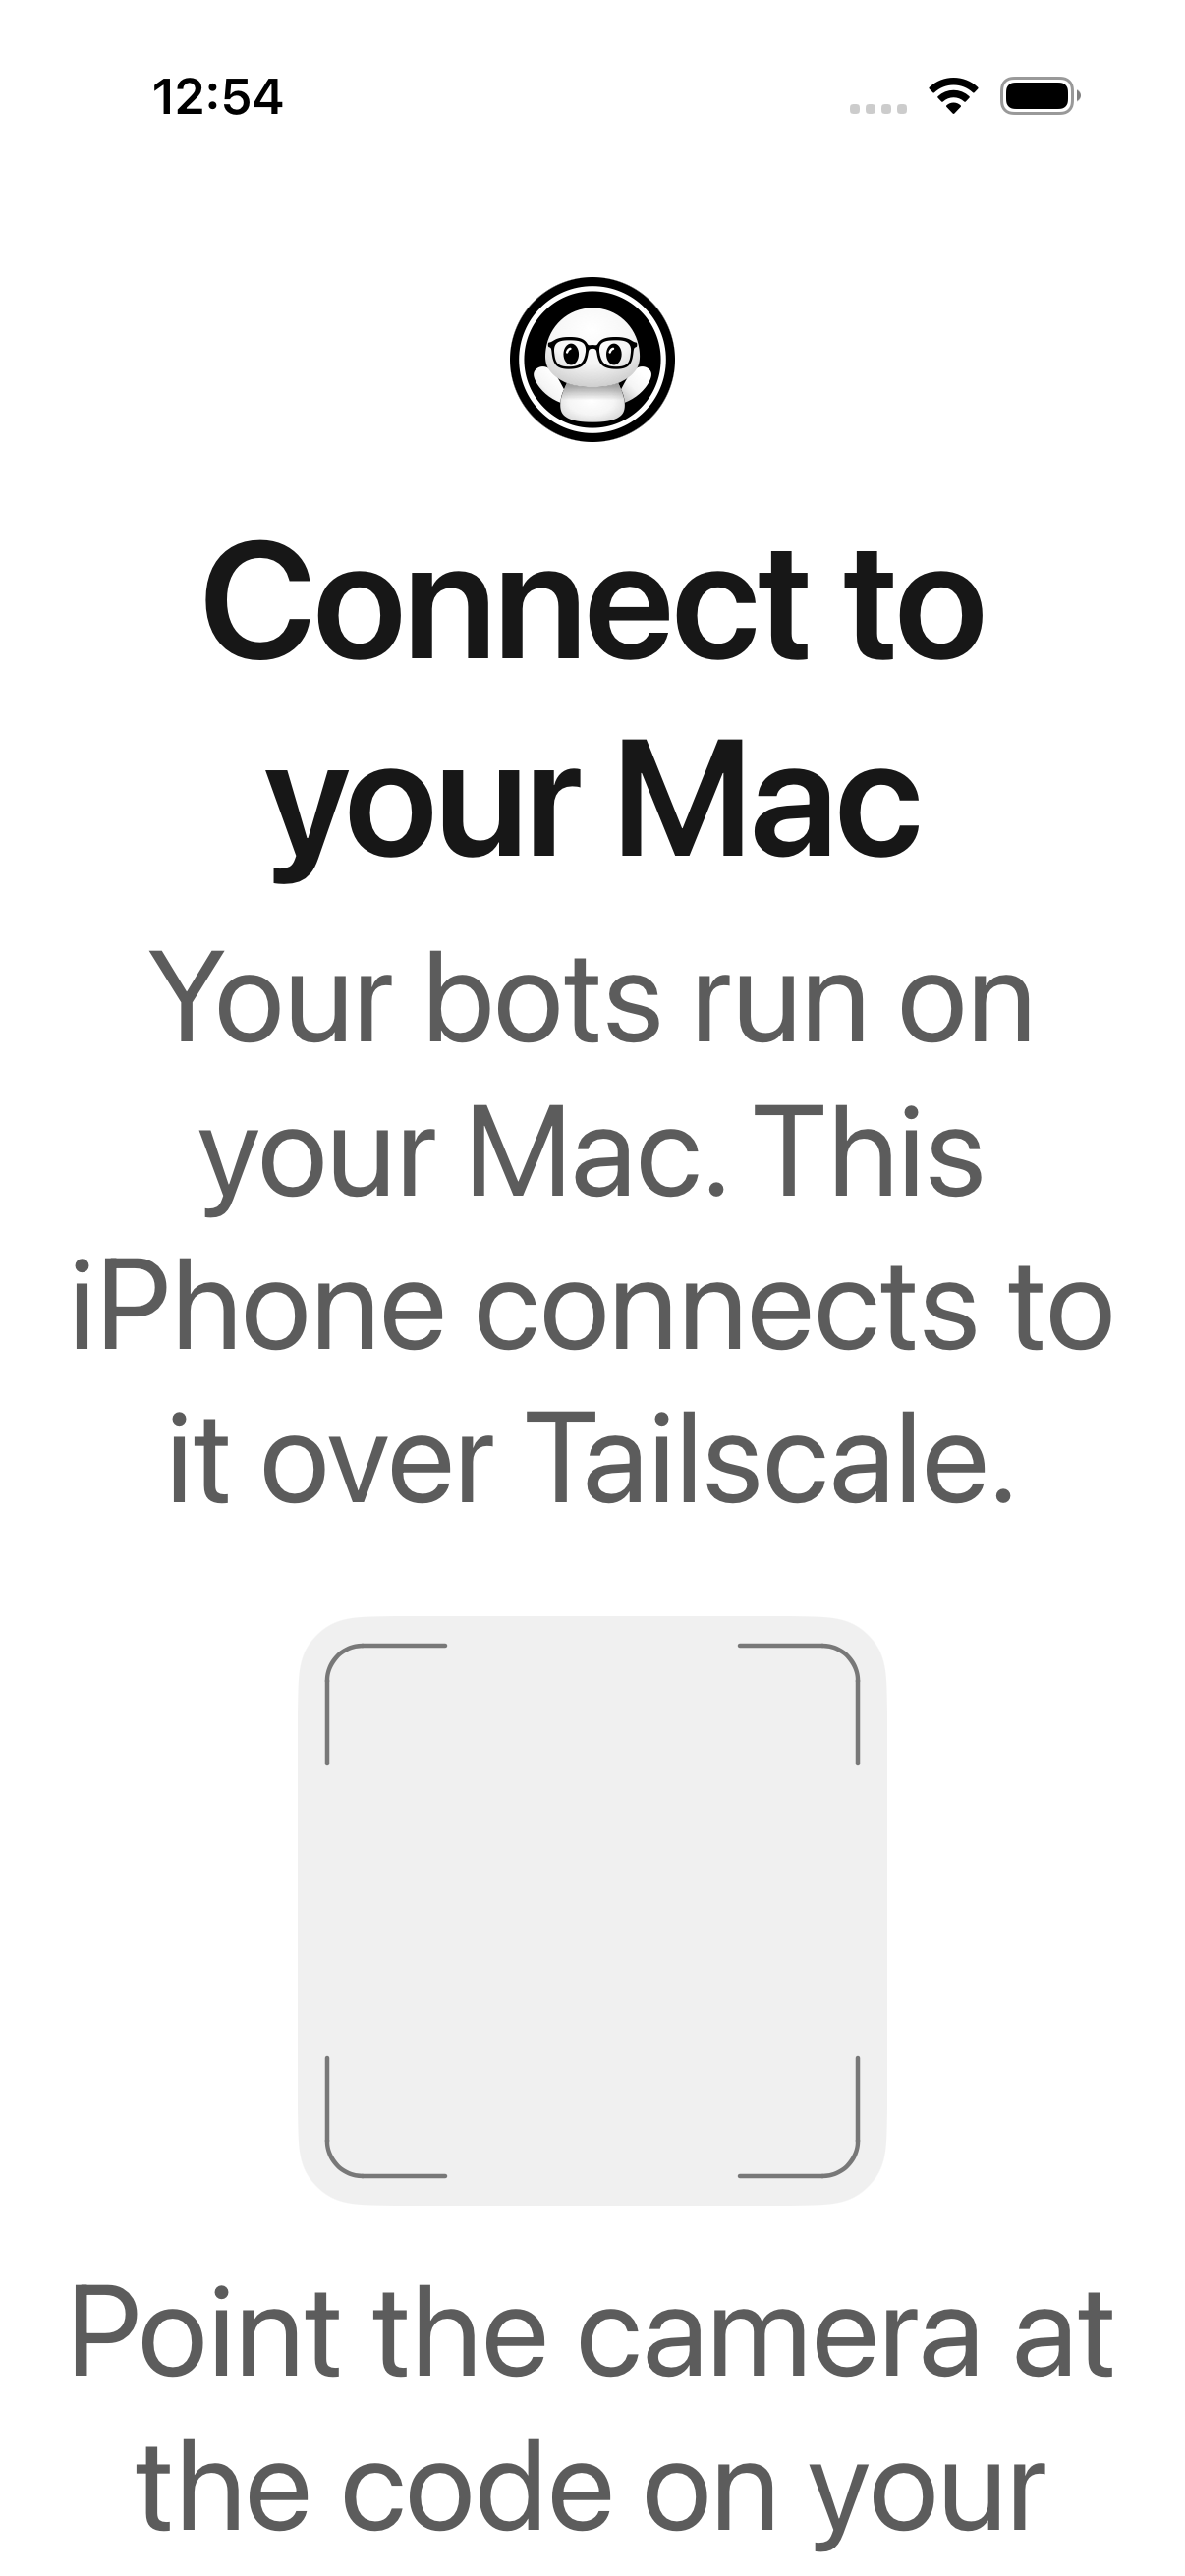 12:54
Connect to
your Mac
Your bots run on
your Mac. This
iPhone connects to
it over Tailscale.
Point the camera at
the code on your